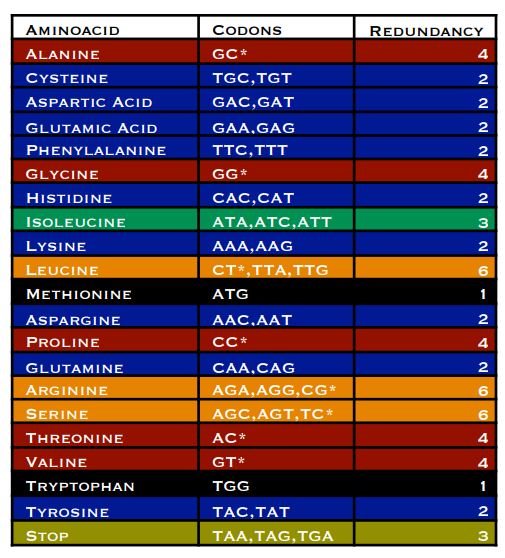 Aminoacid Codons Redundancy
Alanine GC* 4
Cysteine TGC,TGT 2
Aspartic Acid GAC,GAT 2
Glutamic Acid GAA,GAG 2
Phenylalanine TTC,TTT 2
Glycine GG* 4
Histidine CAC,CAT 2
Isoleucine ATA,ATC,ATT 3
Lysine AAA,AAG 2
Leucine CT*,TTA,TTG 6
Methionine ATG 1
Aspargine AAC,AAT 2
Proline CC* 4
Glutamine CAA,CAG 2
Arginine AGA,AGG,CG* 6
Serine AGC,AGT,TC* 6
Threonine AC* 4
Valine GT* 4
Tryptophan TGG 1
Tyrosine TAC,TAT 2
Stop TAA,TAG,TGA 3